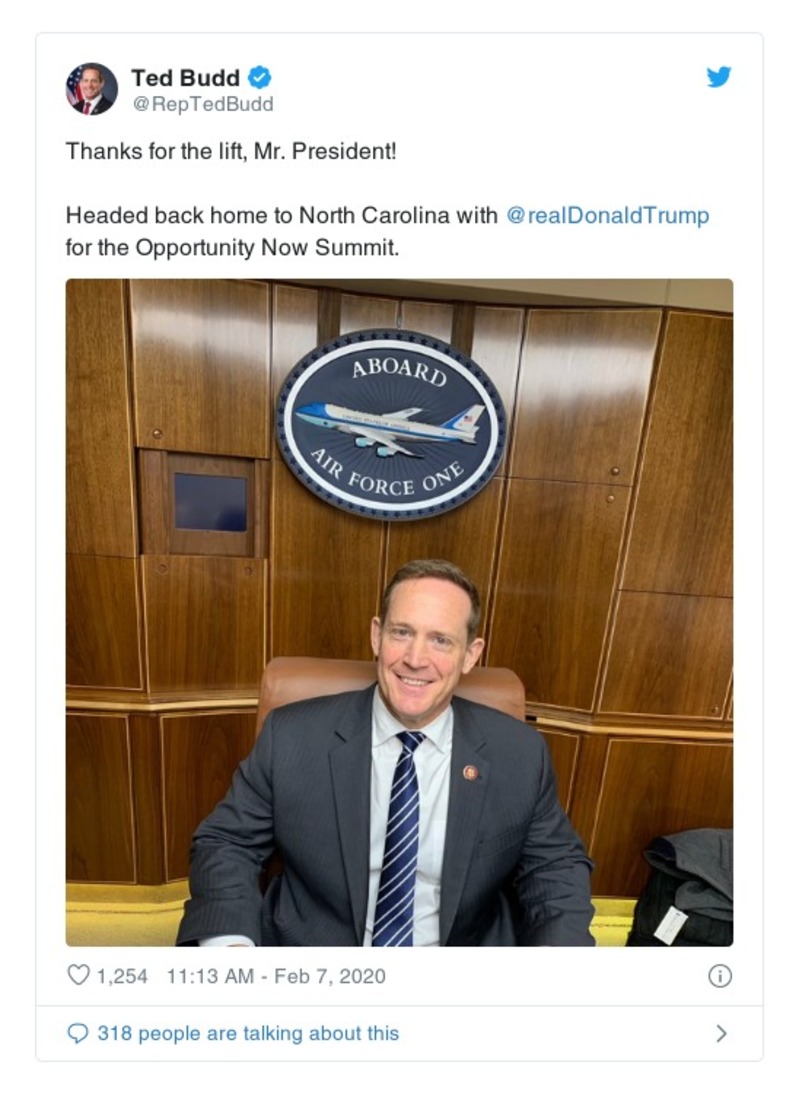 Ted Budd
@RepTedBudd
Thanks for the lift, Mr. President!
Headed back home to North Carolina with @realDonaldTrump
for the Opportunity Now Summit.
ABOARD
AIR FORCE ONE
1,254 11:13 AM - Feb 7, 2020
318 people are talking about this